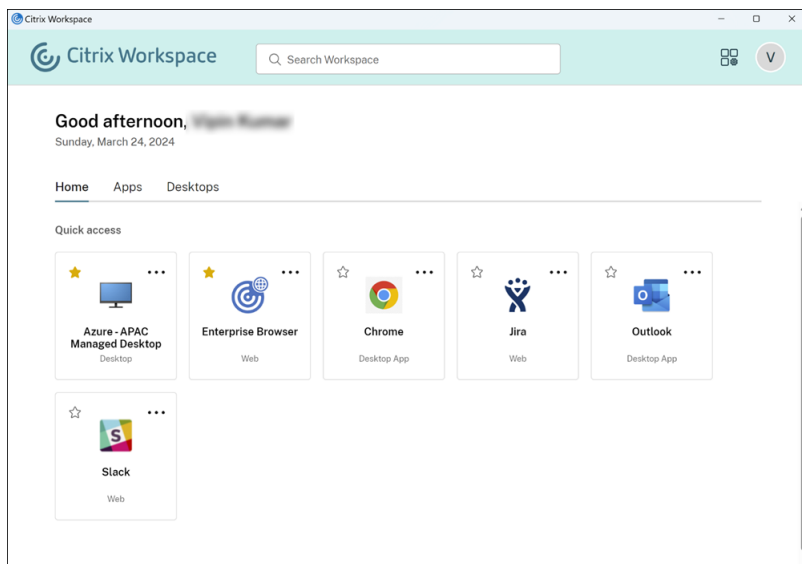 Citrix Workspace
Citrix Workspace
Search Workspace
V
Good afternoon,
Sunday, March 24, 2024
Home Apps Desktops
Quick access
Azure - APAC
Managed Desktop
Desktop
Enterprise Browser
Web
Chrome
Desktop App
Jira
Web
Outlook
Desktop App
Slack
Web